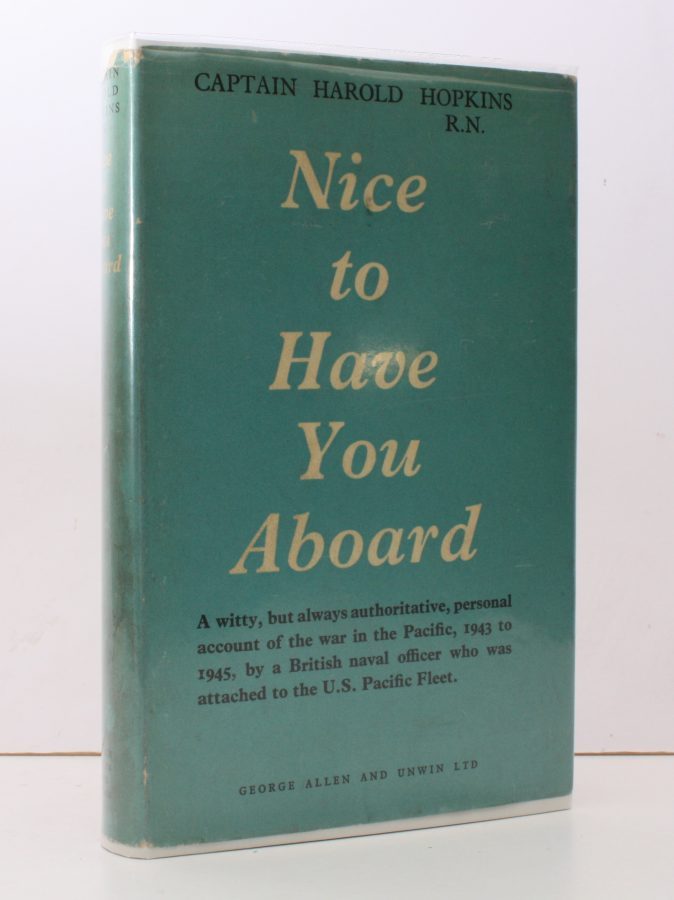 CAPTAIN HAROLD HOPKINS
R.N.
Nice
to
Have
You
Aboard
A witty, but always authoritative, personal
account of the war in the Pacific, 1943 to
1945, by a British naval officer who was
attached to the U.S. Pacific Fleet.
GEORGE ALLEN AND UNWIN LTD